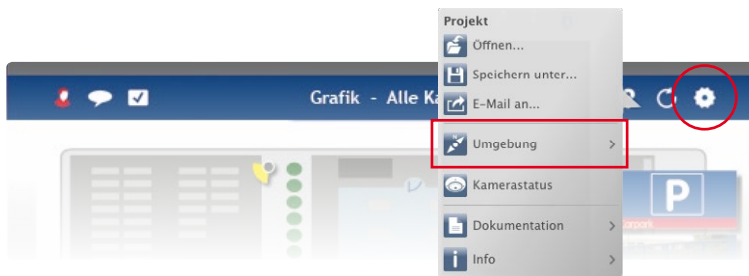 Projekt
Öffnen...
Speichern unter...
E-Mail an...
Grafik - Alle Ka
Umgebung
Kamerastatus
P
Dokumentation
Info